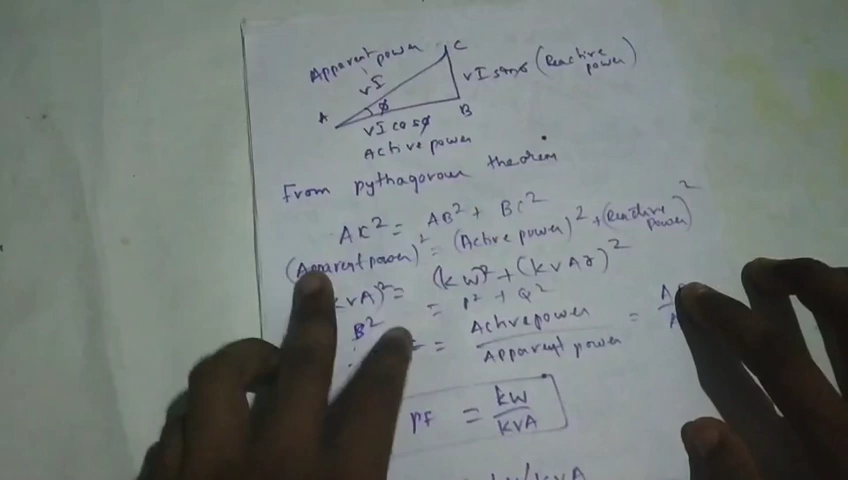 Apparent power
C
VI
VI sinϕ (Reactive power)
ϕ
A
B
VI cosϕ
Active power
From pythagorous theorem
AC² = AB² + BC²
(Apparent power)² = (Active power)² + (Reactive power)²
kVA)² = (kW)² + (kVAr)²
= P² + Q²
= Active power / Apparent power =
PF = kW / kVA